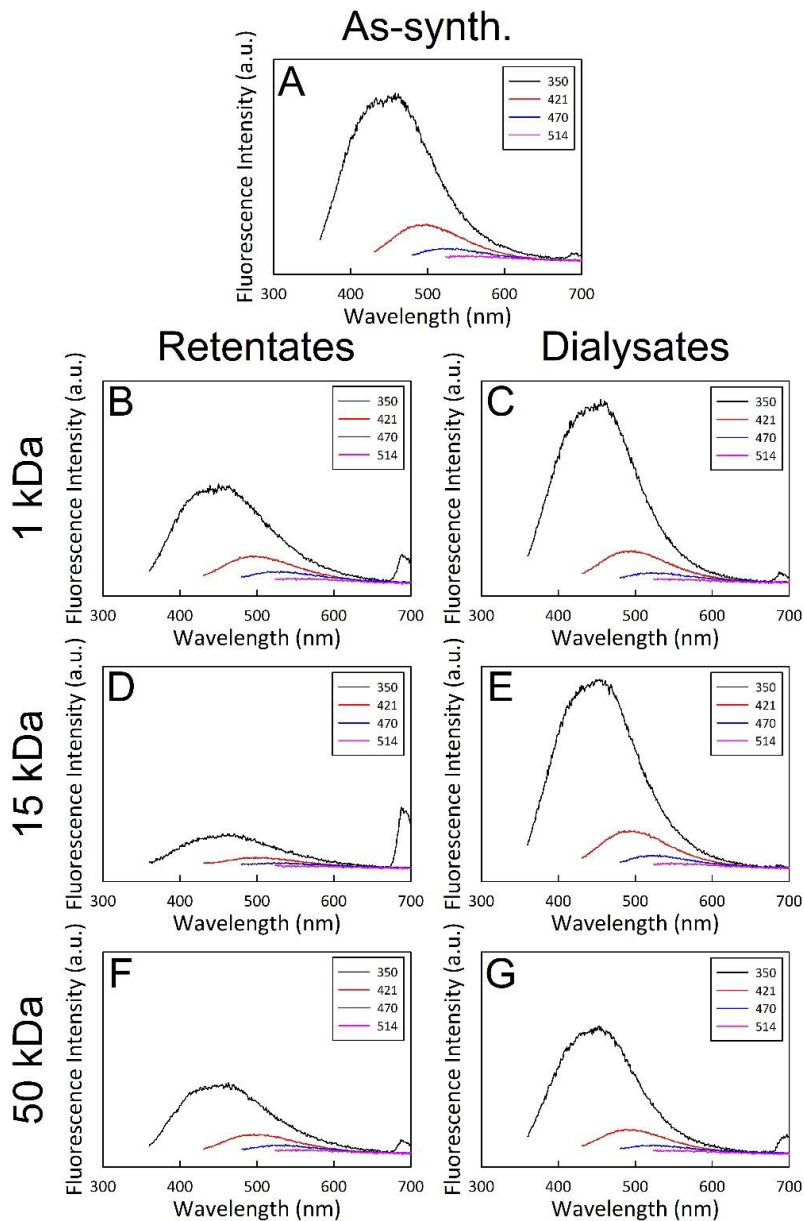 As-synth.
A
350
421
470
514
Fluorescence Intensity (a.u.)
300 400 500 600 700
Wavelength (nm)
Retentates Dialysates
1 kDa
B
350
421
470
514
Fluorescence Intensity (a.u.)
300 400 500 600 700
Wavelength (nm)
C
350
421
470
514
Fluorescence Intensity (a.u.)
300 400 500 600 700
Wavelength (nm)
15 kDa
D
350
421
470
514
Fluorescence Intensity (a.u.)
300 400 500 600 700
Wavelength (nm)
E
350
421
470
514
Fluorescence Intensity (a.u.)
300 400 500 600 700
Wavelength (nm)
50 kDa
F
350
421
470
514
Fluorescence Intensity (a.u.)
300 400 500 600 700
Wavelength (nm)
G
350
421
470
514
Fluorescence Intensity (a.u.)
300 400 500 600 700
Wavelength (nm)